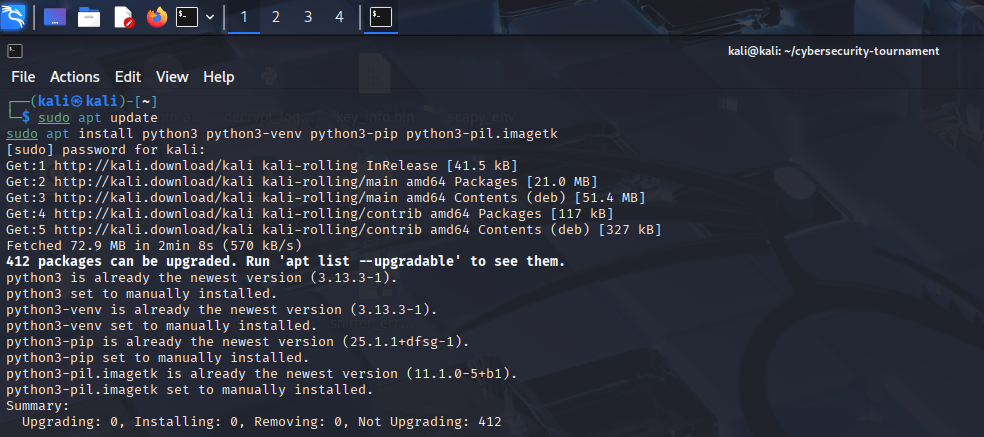 1 2 3 4
kali@kali: ~/cybersecurity-tournament
File Actions Edit View Help
┌──(kali㉿kali)-[~]
└─$ sudo apt update
sudo apt install python3 python3-venv python3-pip python3-pil.imagetk
[sudo] password for kali:
Get:1 http://kali.download/kali kali-rolling InRelease [41.5 kB]
Get:2 http://kali.download/kali kali-rolling/main amd64 Packages [21.0 MB]
Get:3 http://kali.download/kali kali-rolling/main amd64 Contents (deb) [51.4 MB]
Get:4 http://kali.download/kali kali-rolling/contrib amd64 Packages [117 kB]
Get:5 http://kali.download/kali kali-rolling/contrib amd64 Contents (deb) [327 kB]
Fetched 72.9 MB in 2min 8s (570 kB/s)
412 packages can be upgraded. Run 'apt list --upgradable' to see them.
python3 is already the newest version (3.13.3-1).
python3 set to manually installed.
python3-venv is already the newest version (3.13.3-1).
python3-venv set to manually installed.
python3-pip is already the newest version (25.1.1+dfsg-1).
python3-pip set to manually installed.
python3-pil.imagetk is already the newest version (11.1.0-5+b1).
python3-pil.imagetk set to manually installed.
Summary:
  Upgrading: 0, Installing: 0, Removing: 0, Not Upgrading: 412